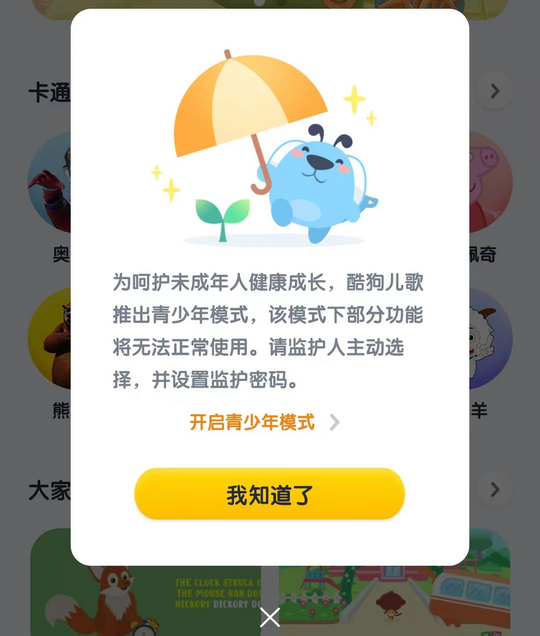 卡通
奥
佩奇
熊
羊
为呵护未成年人健康成长，酷狗儿歌
推出青少年模式，该模式下部分功能
将无法正常使用。请监护人主动选
择，并设置监护密码。
开启青少年模式
我知道了
大家
THE CLOCK STRUCK
THE MOUSE RAN DOW
HICKORY DICKORY DO